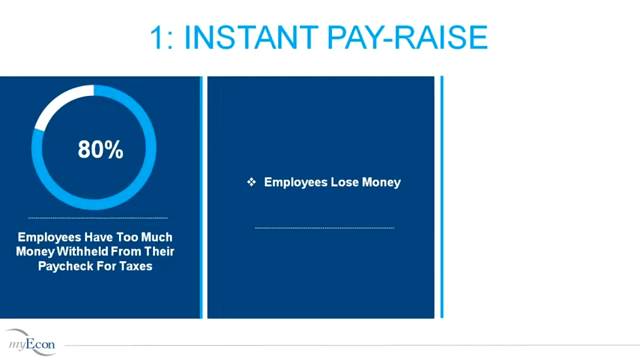 1: INSTANT PAY-RAISE
80%
Employees Have Too Much
Money Withheld From Their
Paycheck For Taxes
❖ Employees Lose Money
myEcon